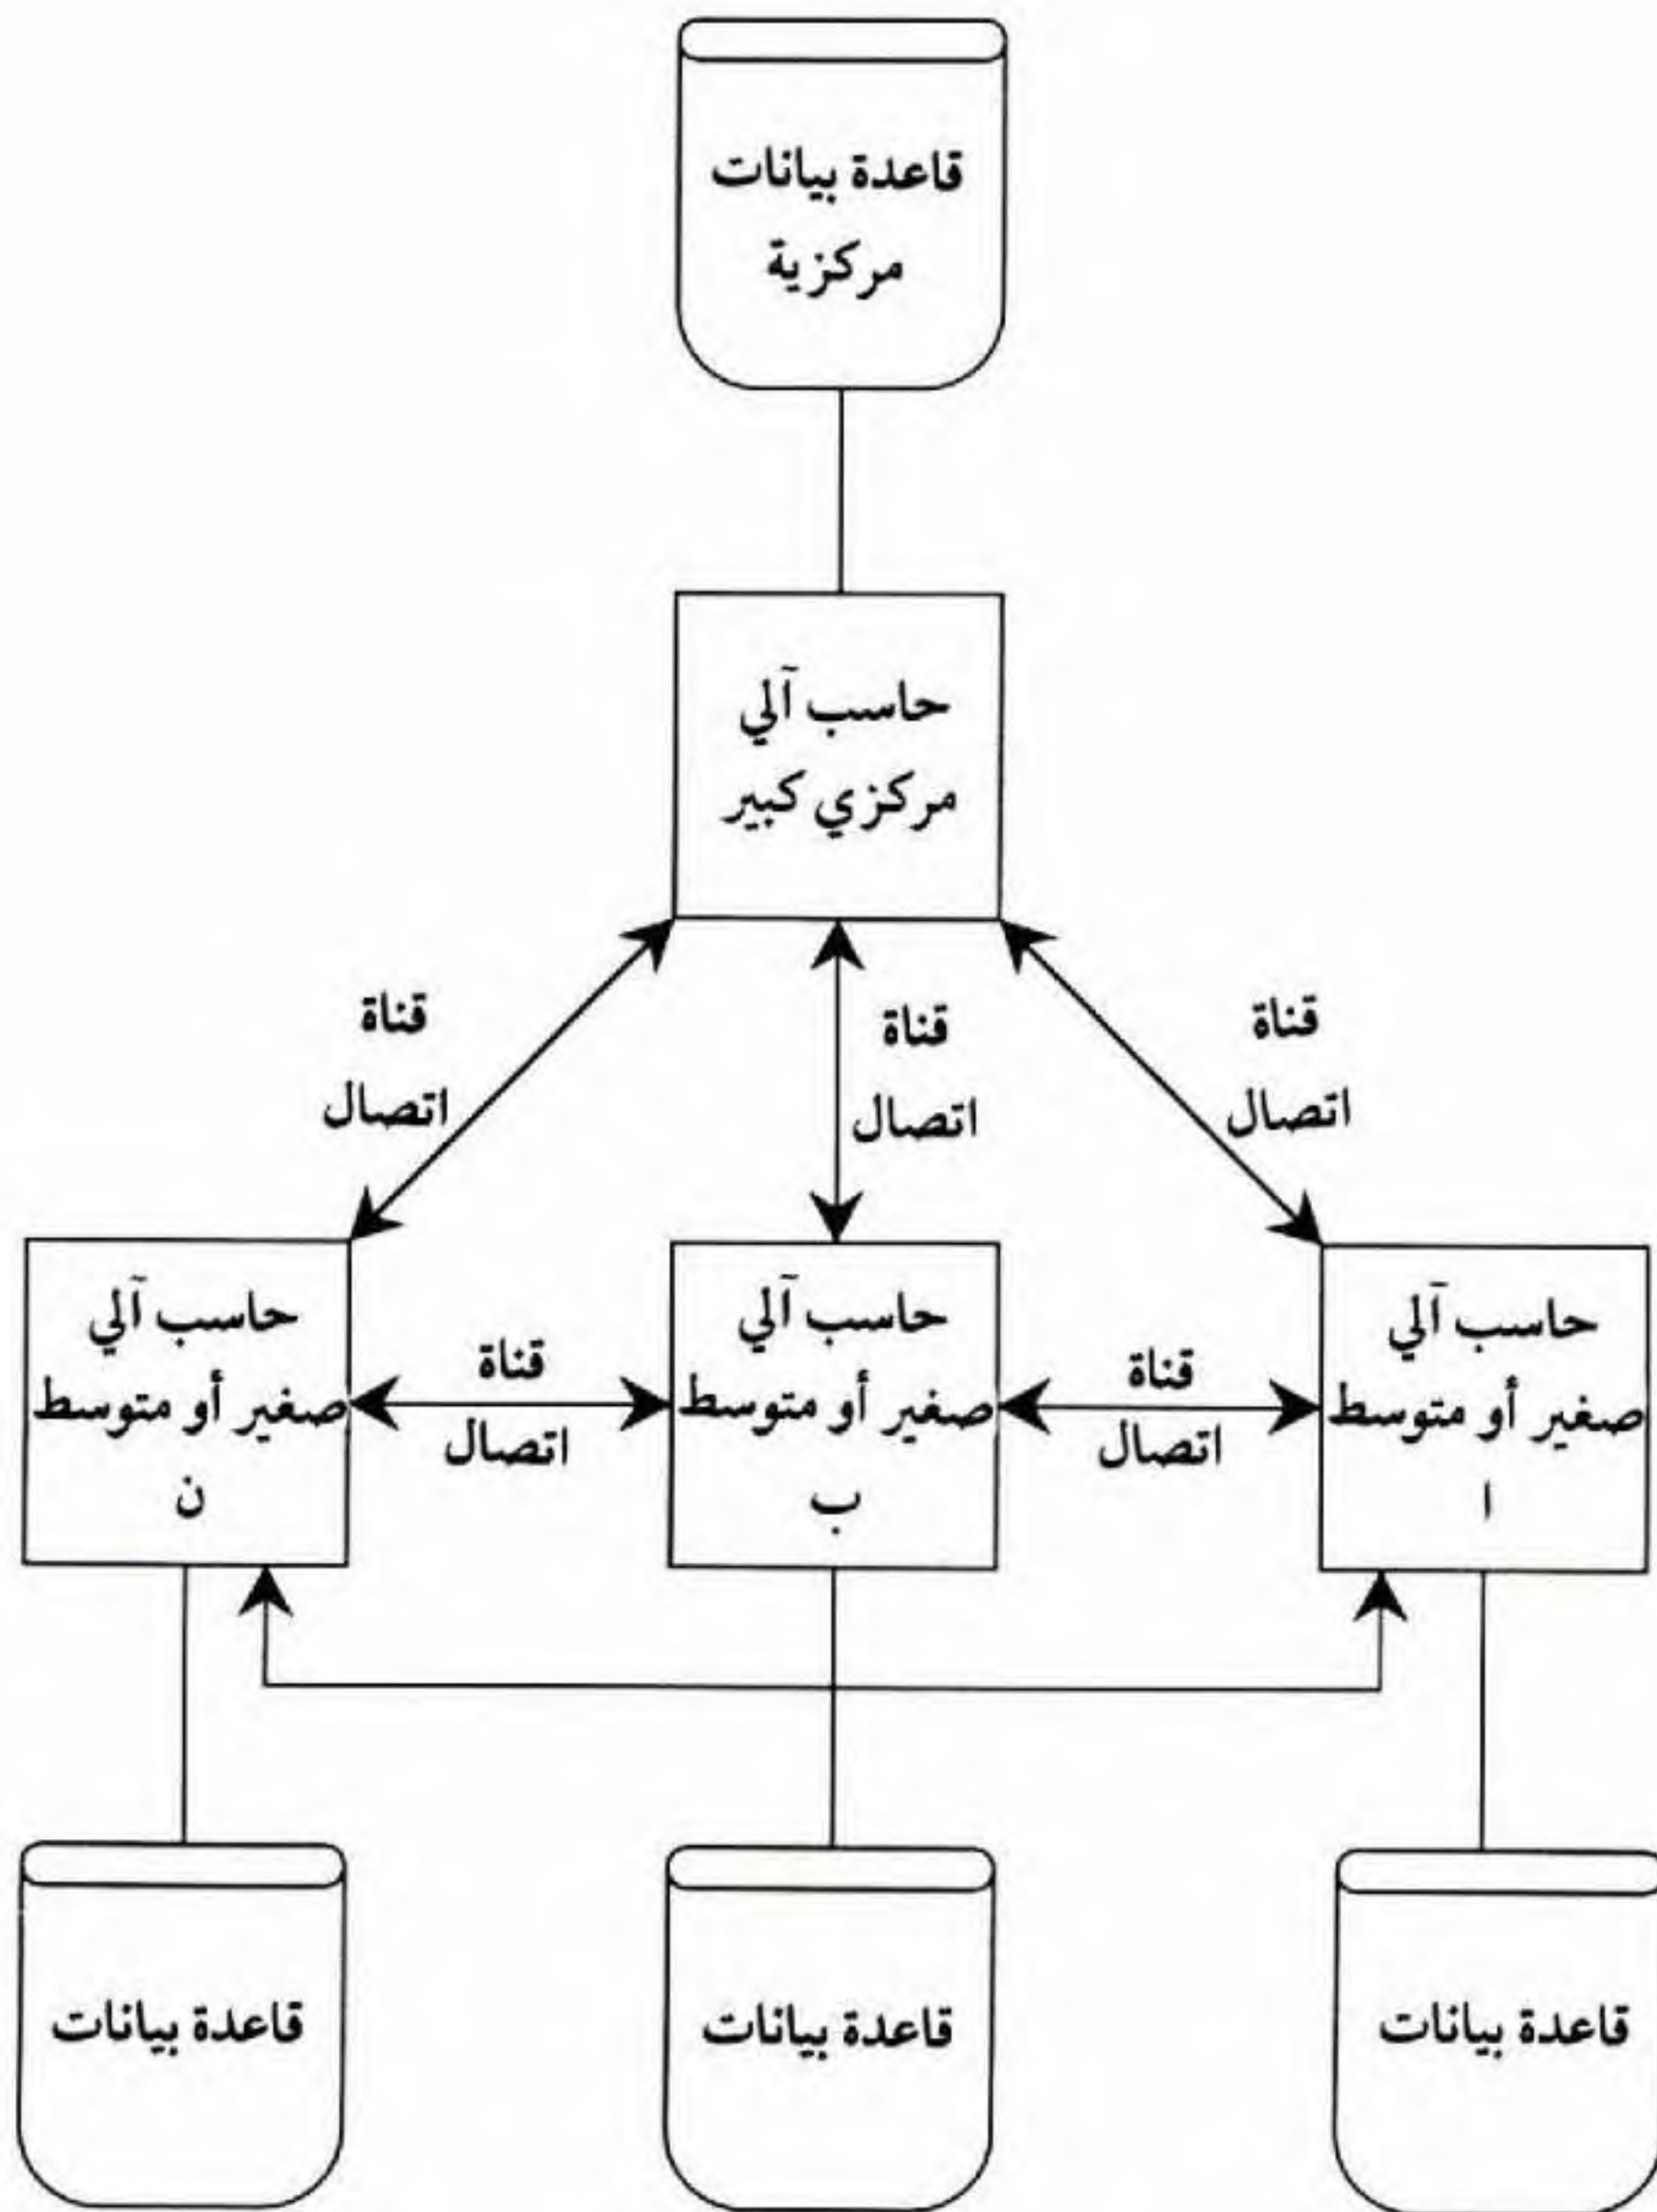 قاعدة بيانات
مركزية
حاسب آلي
مركزي كبير
قناة
اتصال
قناة
اتصال
قناة
اتصال
حاسب آلي
صغير أو متوسط
ا
قناة
اتصال
حاسب آلي
صغير أو متوسط
ب
قناة
اتصال
حاسب آلي
صغير أو متوسط
ن
قاعدة بيانات
قاعدة بيانات
قاعدة بيانات